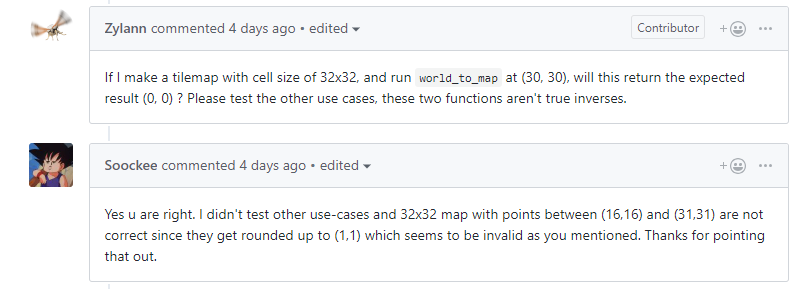 Zylann commented 4 days ago • edited
Contributor
If I make a tilemap with cell size of 32x32, and run world_to_map at (30, 30), will this return the expected
result (0, 0) ? Please test the other use cases, these two functions aren't true inverses.
Soockee commented 4 days ago • edited
Yes u are right. I didn't test other use-cases and 32x32 map with points between (16,16) and (31,31) are not
correct since they get rounded up to (1,1) which seems to be invalid as you mentioned. Thanks for pointing
that out.